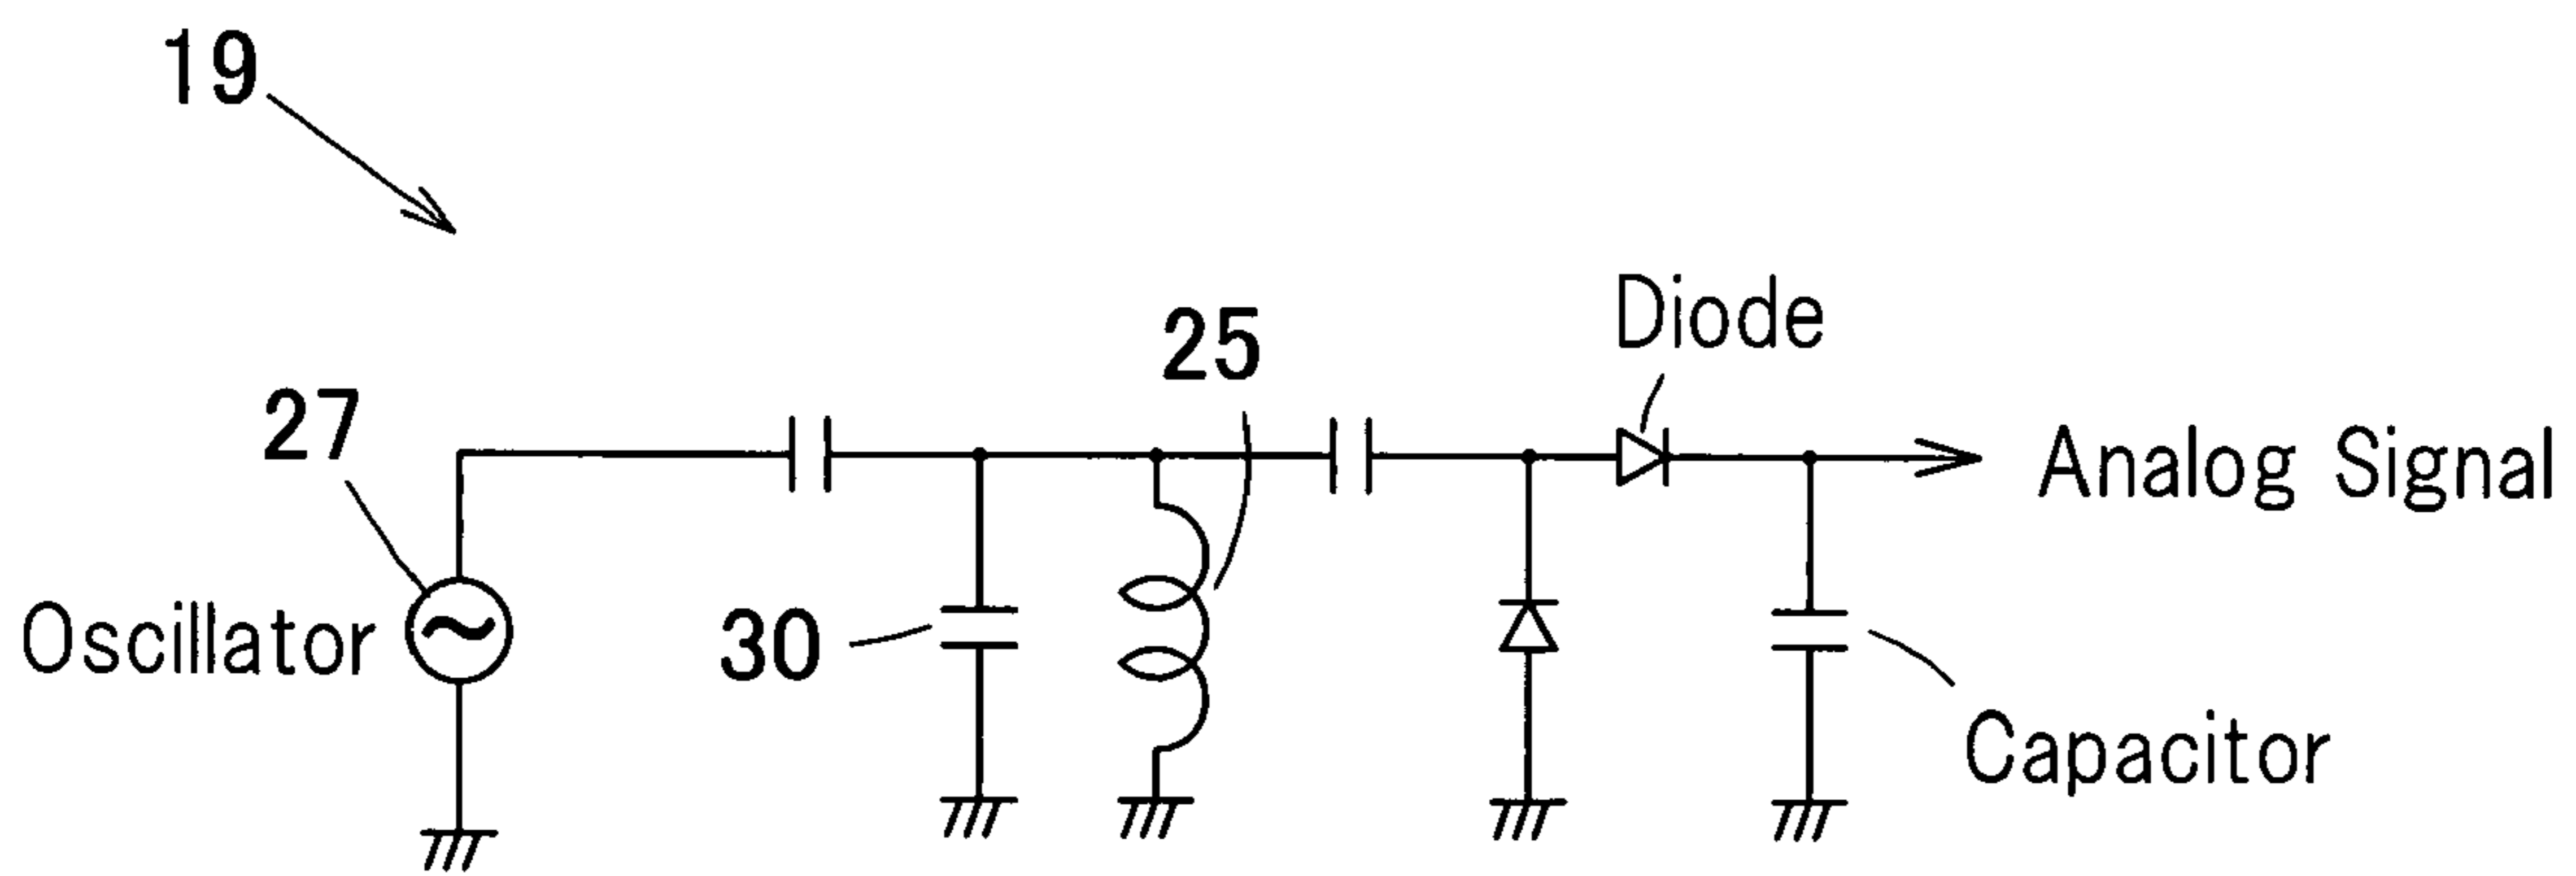 19
Diode
25
27
Analog Signal
Oscillator
30
Capacitor